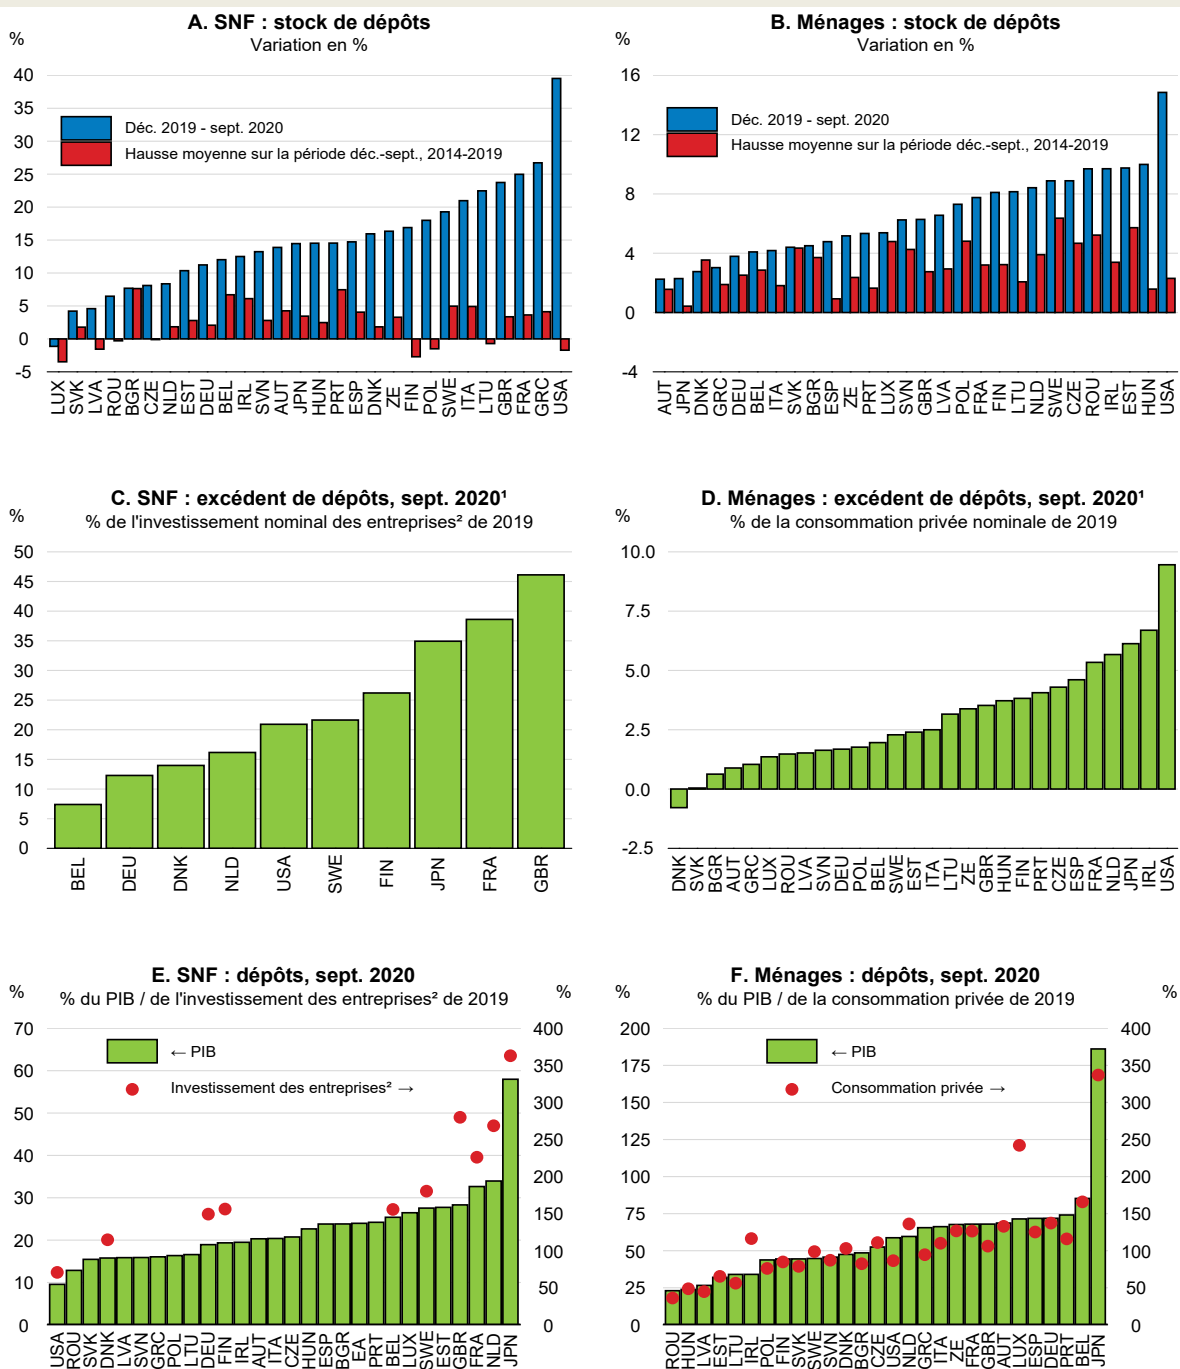 A. SNF : stock de dépôts
Variation en %
%
40
35
30
25
20
15
10
5
0
-5
Déc. 2019 - sept. 2020
Hausse moyenne sur la période déc.-sept., 2014-2019
LUX SVK LVA ROU BGR CZE NLD EST DEU BEL IRL SVN AUT JPN HUN PRT ESP DNK ZE FIN POL SWE ITA LTU GBR FRA GRC USA
B. Ménages : stock de dépôts
Variation en %
%
16
12
8
4
0
-4
Déc. 2019 - sept. 2020
Hausse moyenne sur la période déc.-sept., 2014-2019
AUT JPN DNK GRC DEU BEL ITA SVK BGR ESP ZE PRT LUX SVN GBR LVA POL FRA FIN LTU NLD SWE CZE ROU IRL EST HUN USA
C. SNF : excédent de dépôts, sept. 2020¹
% de l'investissement nominal des entreprises² de 2019
%
50
45
40
35
30
25
20
15
10
5
0
BEL DEU DNK NLD USA SWE FIN JPN FRA GBR
D. Ménages : excédent de dépôts, sept. 2020¹
% de la consommation privée nominale de 2019
%
10.0
7.5
5.0
2.5
0.0
-2.5
DNK SVK BGR AUT GRC LUX ROU LVA SVN DEU POL BEL SWE EST ITA LTU ZE GBR HUN FIN PRT CZE ESP FRA NLD JPN IRL USA
E. SNF : dépôts, sept. 2020
% du PIB / de l'investissement des entreprises² de 2019
%
%
70
60
50
40
30
20
10
0
← PIB
Investissement des entreprises² →
400
350
300
250
200
150
100
50
0
USA ROU SVK DNK LVA SVN GRC POL LTU DEU FIN IRL AUT ITA CZE HUN ESP BGR EA PRT BEL LUX SWE EST GBR FRA NLD JPN
F. Ménages : dépôts, sept. 2020
% du PIB / de la consommation privée de 2019
%
%
200
175
150
125
100
75
50
25
0
← PIB
Consommation privée →
400
350
300
250
200
150
100
50
0
ROU HUN LVA EST LTU IRL POL FIN SVK SWE SVN DNK BGR CZE USA NLD GRC ITA ZE FRA GBR AUT AUX ESP DEU PRT BEL JPN